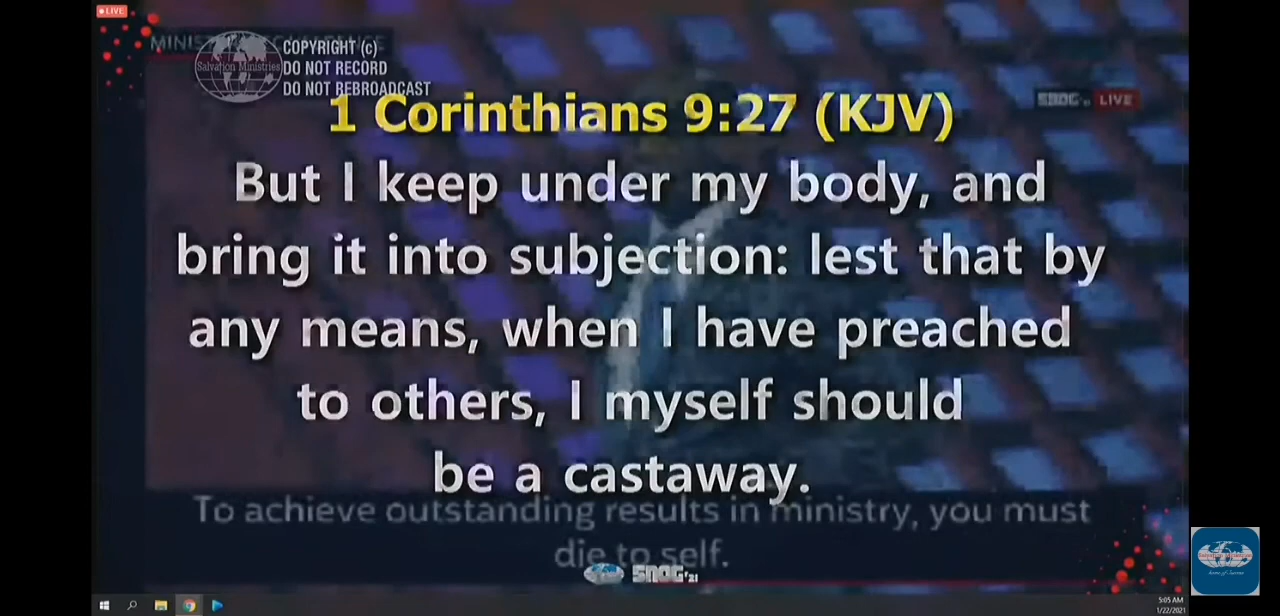 LIVE
COPYRIGHT (c)
Salvation Ministries
DO NOT RECORD
DO NOT REBROADCAST
SNOG'21 LIVE
1 Corinthians 9:27 (KJV)
But I keep under my body, and
bring it into subjection: lest that by
any means, when I have preached
to others, I myself should
be a castaway.
To achieve outstanding results in ministry, you must
die to self.
SNOG'21
5:05 AM
1/22/2021